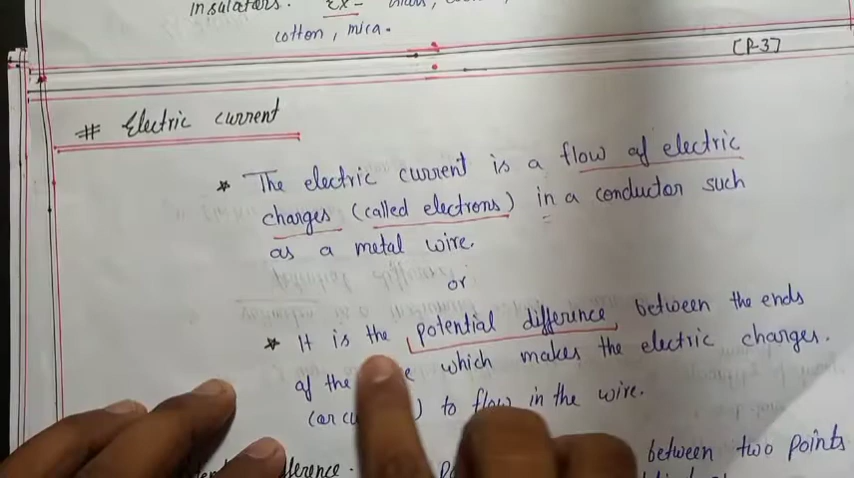 insulators. Ex-
cotton, mica.
[P-37
# Electric current
* The electric current is a flow of electric
charges (called electrons) in a conductor such
as a metal wire.
or
* It is the potential difference between the ends
of the which makes the electric charges.
(or to flow in the wire.
between two points